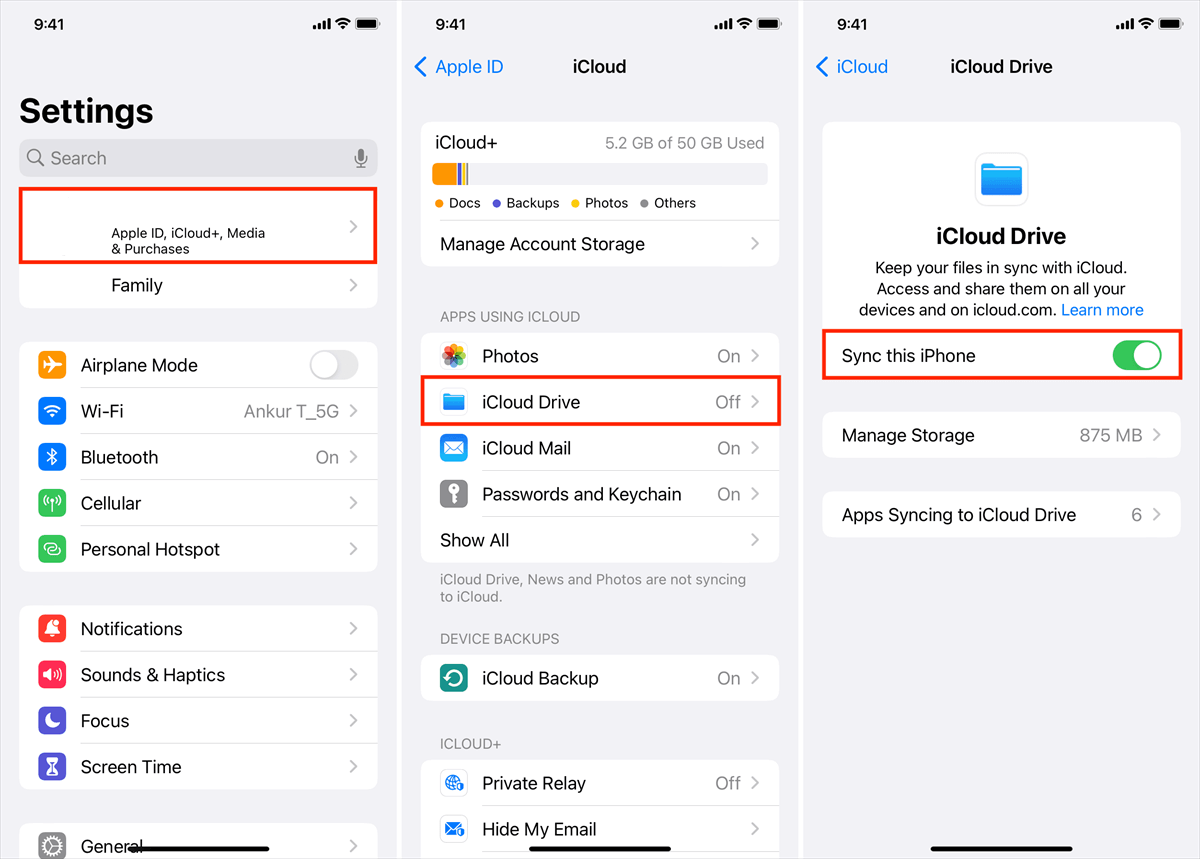 9:41
Settings
Search
Apple ID, iCloud+, Media
& Purchases
Family
Airplane Mode
Wi-Fi Ankur T_5G
Bluetooth On
Cellular
Personal Hotspot
Notifications
Sounds & Haptics
Focus
Screen Time
General
9:41
Apple ID iCloud
iCloud+ 5.2 GB of 50 GB Used
Docs Backups Photos Others
Manage Account Storage
APPS USING ICLOUD
Photos On
iCloud Drive Off
iCloud Mail On
Passwords and Keychain On
Show All
iCloud Drive, News and Photos are not syncing
to iCloud.
DEVICE BACKUPS
iCloud Backup On
ICLOUD+
Private Relay Off
Hide My Email
9:41
iCloud iCloud Drive
iCloud Drive
Keep your files in sync with iCloud.
Access and share them on all your
devices and on icloud.com. Learn more
Sync this iPhone
Manage Storage 875 MB
Apps Syncing to iCloud Drive 6